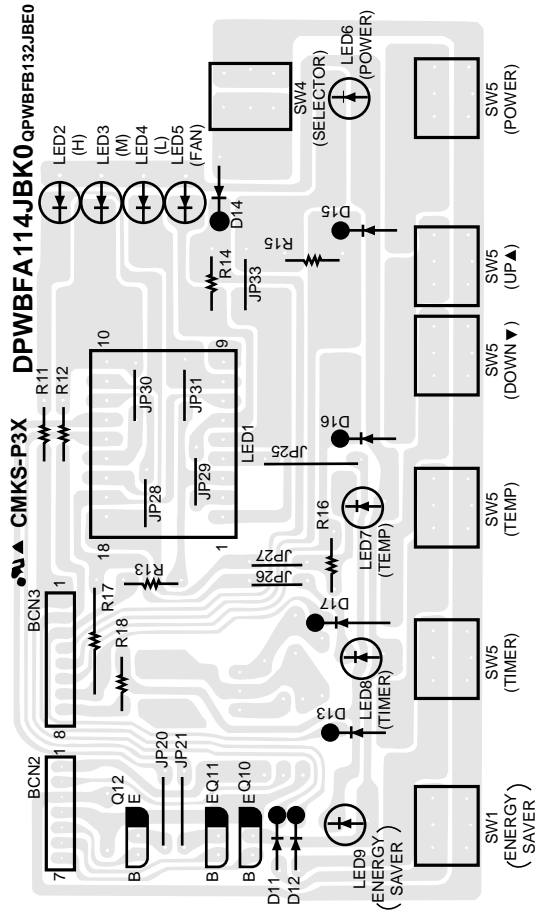 CMKS-P3X DPWBFA114JBK0 QPWBFB132JBE0
BCN2
7 1
BCN3
8 1
R17
R18
R11
R12
LED2
(H)
LED3
(M)
LED4
(L)
LED5
(FAN)
Q12
B E
JP20
JP21
B E Q11
B E Q10
D11
D12
R13
18 10
JP28
JP30
JP29
JP31
1 9
LED1
R14
JP33
D14
R15
SW4
(SELECTOR)
LED6
(POWER)
JP27
JP26
JP25
R16
D13
D17
D16
D15
LED9
(ENERGY SAVER)
LED8
(TIMER)
LED7
(TEMP)
SW1
(ENERGY SAVER)
SW5
(TIMER)
SW5
(TEMP)
SW5
(DOWN▼)
SW5
(UP▲)
SW5
(POWER)